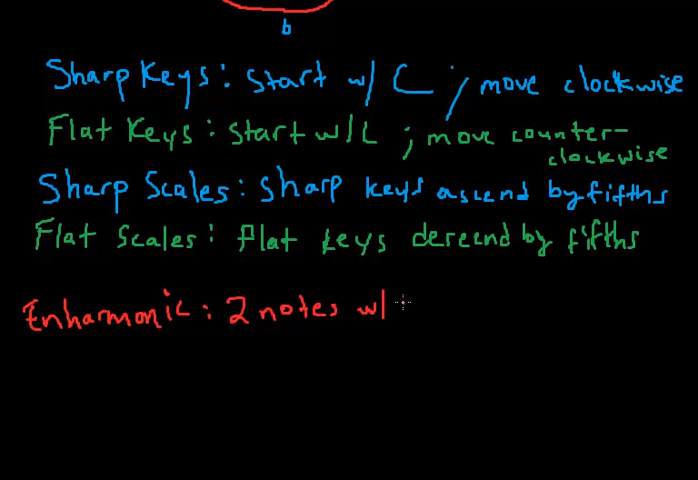 b
Sharp Keys: Start w/ C ; move clockwise
Flat Keys: Start w/C ; move counter-
clockwise
Sharp Scales: Sharp keys ascend by fifths
Flat Scales: Flat keys descend by fifths
Enharmonic: 2 notes w/